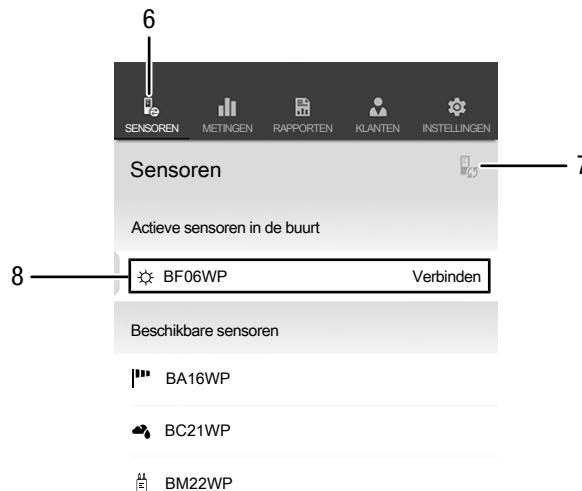 6
SENSOREN METINGEN RAPPORTEN KLANTEN INSTELLINGEN
Sensoren
7
Actieve sensoren in de buurt
8
BF06WP Verbinden
Beschikbare sensoren
BA16WP
BC21WP
BM22WP